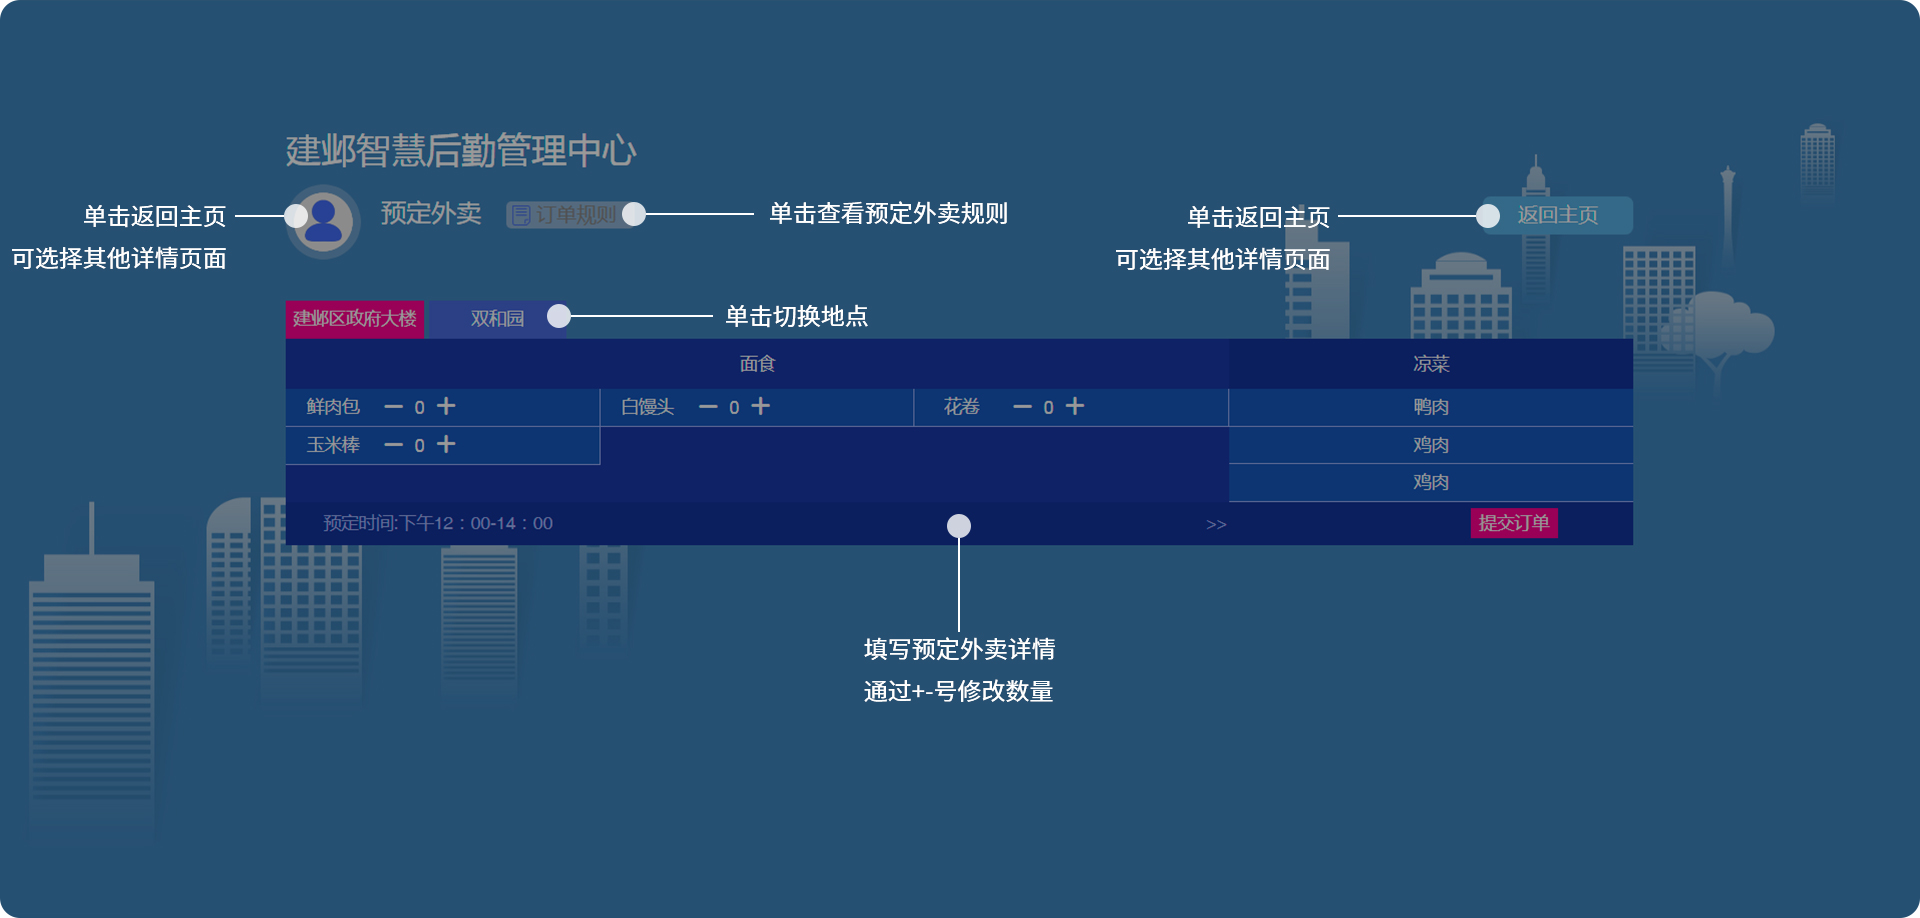 建邺智慧后勤管理中心
单击返回主页
可选择其他详情页面
预定外卖
订单规则
单击查看预定外卖规则
单击返回主页
可选择其他详情页面
返回主页
建邺区政府大楼
双和园
单击切换地点
面食
凉菜
鲜肉包 — 0 +
白馒头 — 0 +
花卷 — 0 +
鸭肉
玉米棒 — 0 +
鸡肉
鸡肉
预定时间:下午12：00-14：00
>>
提交订单
填写预定外卖详情
通过+-号修改数量